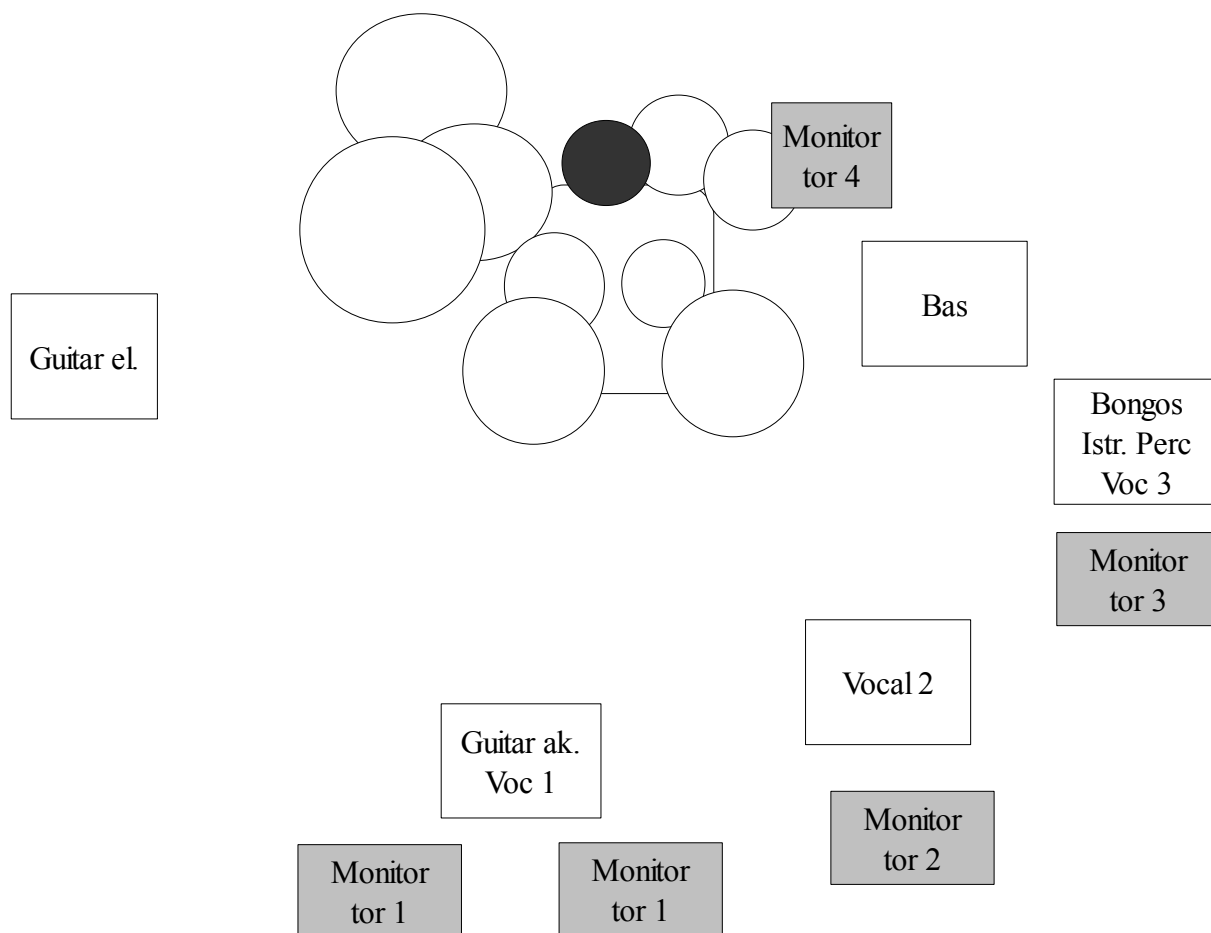 Monitor
tor 4
Bas
Guitar el.
Bongos
Istr. Perc
Voc 3
Monitor
tor 3
Vocal 2
Guitar ak.
Voc 1
Monitor
tor 2
Monitor
tor 1
Monitor
tor 1